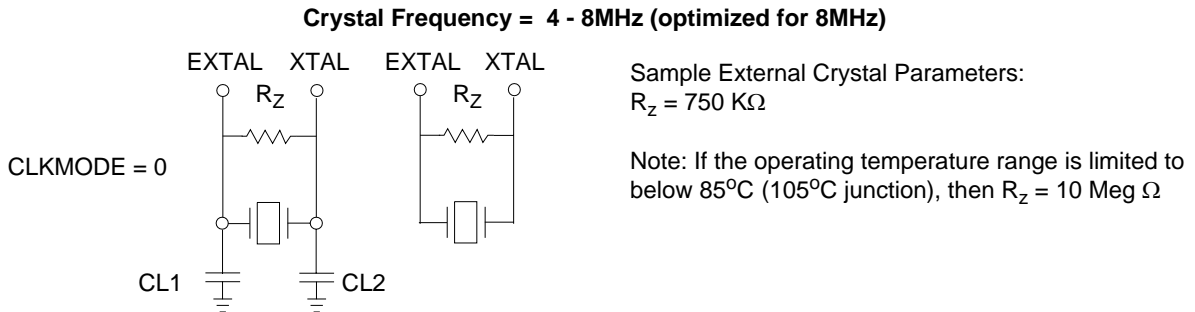 Crystal Frequency = 4 - 8MHz (optimized for 8MHz)
EXTAL XTAL EXTAL XTAL
R_Z R_Z
Sample External Crystal Parameters:
R_z = 750 KΩ
CLKMODE = 0
Note: If the operating temperature range is limited to
below 85°C (105°C junction), then R_z = 10 Meg Ω
CL1 CL2